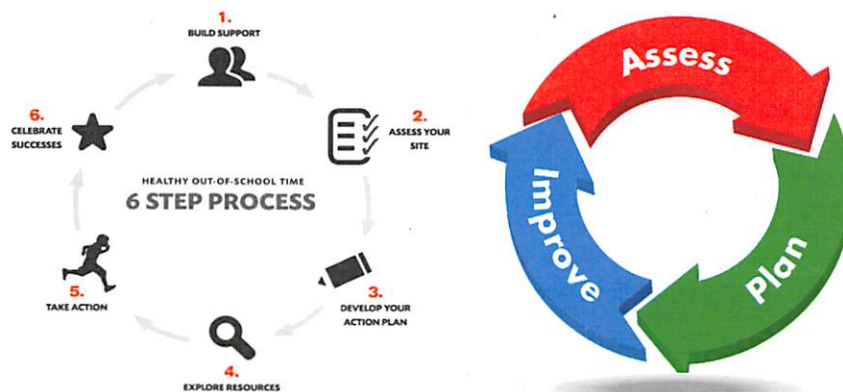 1.
BUILD SUPPORT
2.
ASSESS YOUR
SITE
3.
DEVELOP YOUR
ACTION PLAN
4.
EXPLORE RESOURCES
5.
TAKE ACTION
6.
CELEBRATE
SUCCESSES
HEALTHY OUT-OF-SCHOOL TIME
6 STEP PROCESS
Assess
Plan
Improve